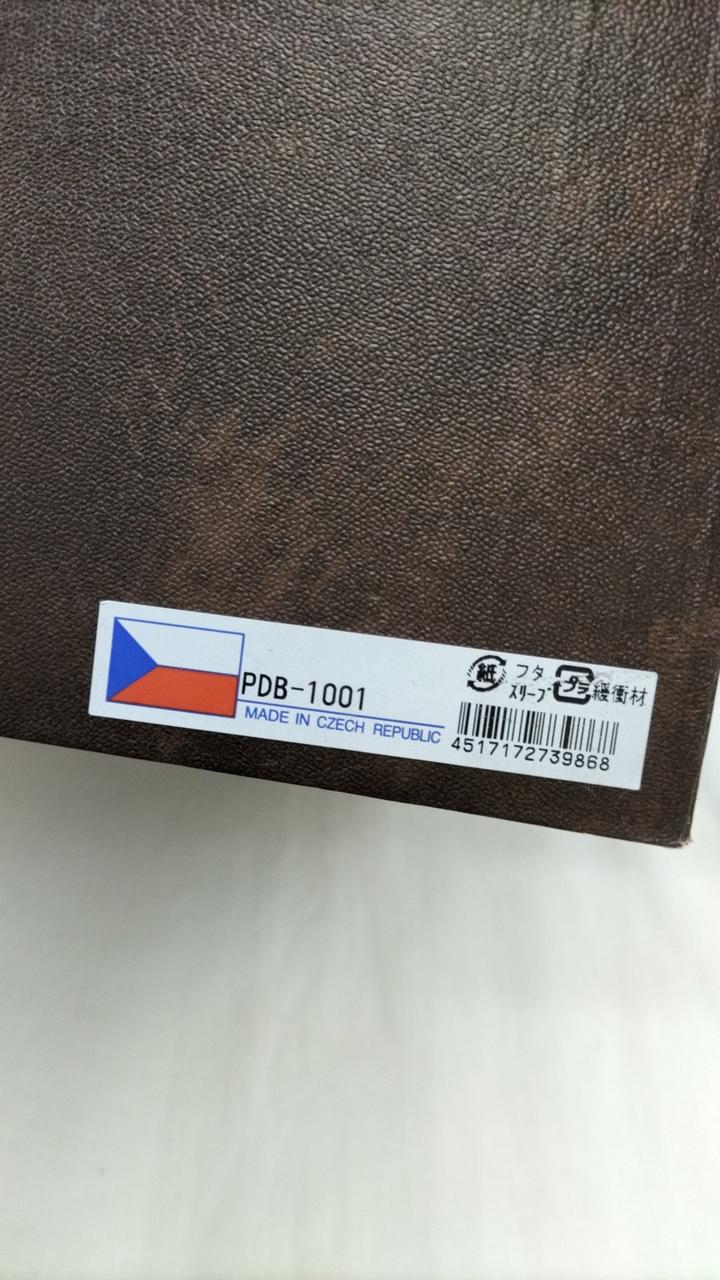 PDB-1001
MADE IN CZECH REPUBLIC
紙 フタ
スリーブ
プラ 緩衝材
4517172739868